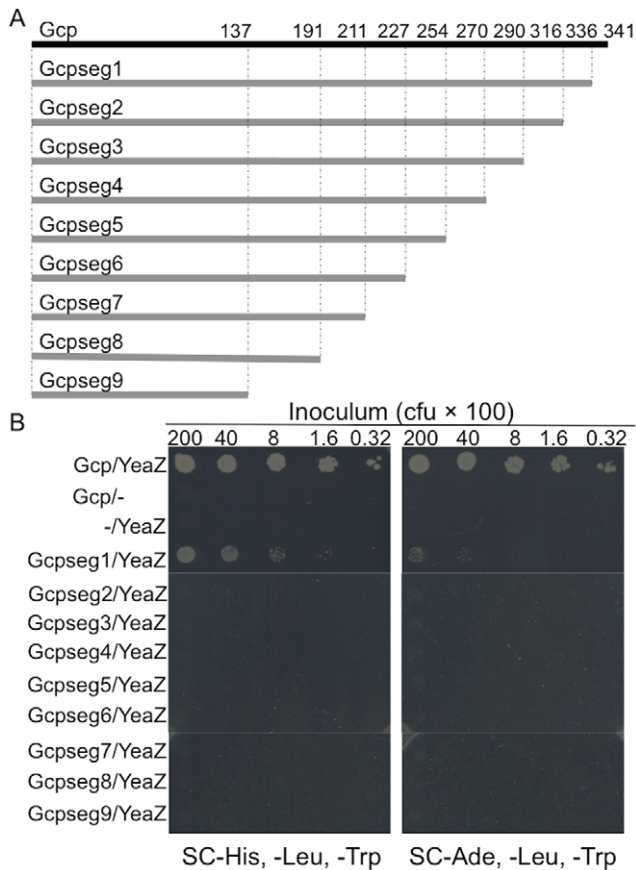 A
Gcp 137 191 211 227 254 270 290 316 336 341
Gcpseg1
Gcpseg2
Gcpseg3
Gcpseg4
Gcpseg5
Gcpseg6
Gcpseg7
Gcpseg8
Gcpseg9
B
Inoculum (cfu × 100)
200 40 8 1.6 0.32 200 40 8 1.6 0.32
Gcp/YeaZ
Gcp/-
-/YeaZ
Gcpseg1/YeaZ
Gcpseg2/YeaZ
Gcpseg3/YeaZ
Gcpseg4/YeaZ
Gcpseg5/YeaZ
Gcpseg6/YeaZ
Gcpseg7/YeaZ
Gcpseg8/YeaZ
Gcpseg9/YeaZ
SC-His, -Leu, -Trp SC-Ade, -Leu, -Trp